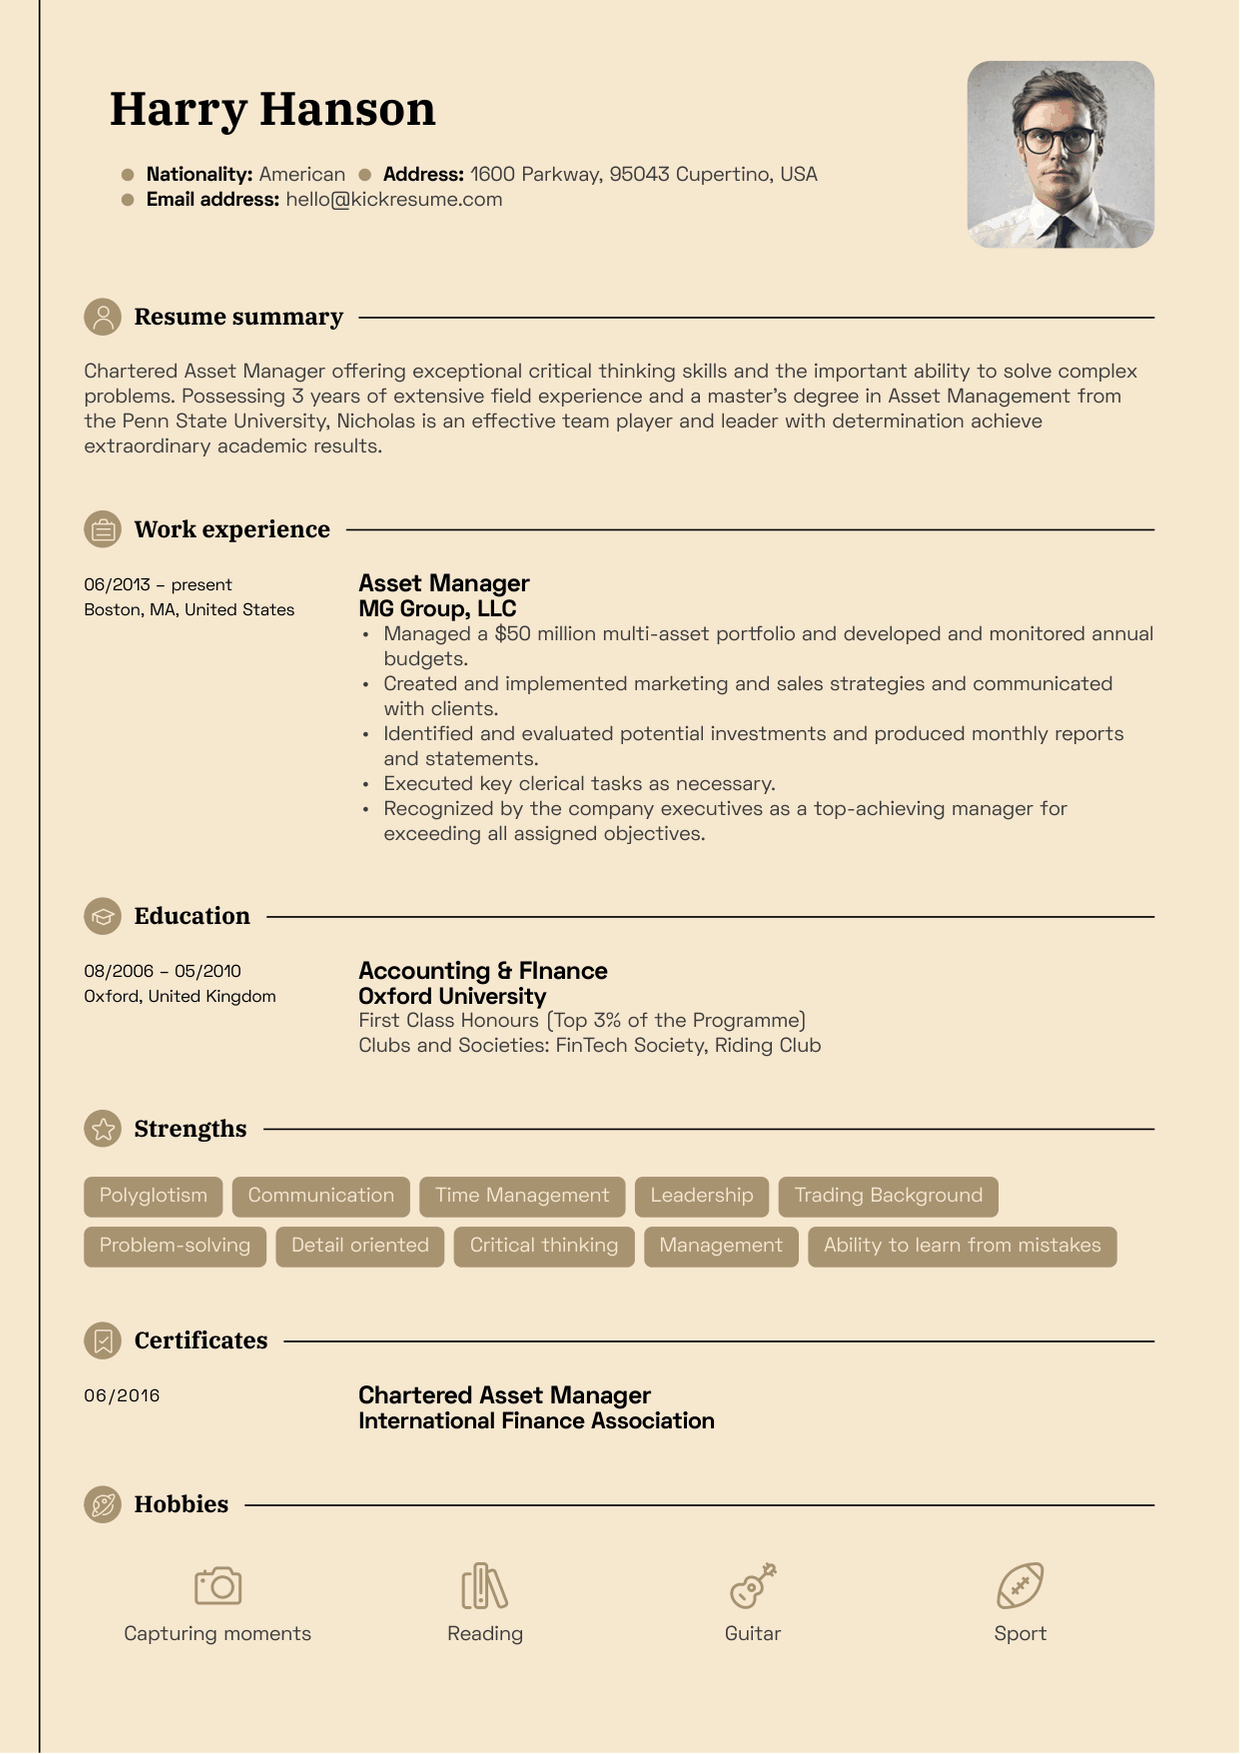 Harry Hanson
Nationality: American Address: 1600 Parkway, 95043 Cupertino, USA
Email address: hello@kickresume.com
Resume summary
Chartered Asset Manager offering exceptional critical thinking skills and the important ability to solve complex
problems. Possessing 3 years of extensive field experience and a master's degree in Asset Management from
the Penn State University, Nicholas is an effective team player and leader with determination achieve
extraordinary academic results.
Work experience
06/2013 – present
Boston, MA, United States
Asset Manager
MG Group, LLC
• Managed a $50 million multi-asset portfolio and developed and monitored annual
budgets.
• Created and implemented marketing and sales strategies and communicated
with clients.
• Identified and evaluated potential investments and produced monthly reports
and statements.
• Executed key clerical tasks as necessary.
• Recognized by the company executives as a top-achieving manager for
exceeding all assigned objectives.
Education
08/2006 – 05/2010
Oxford, United Kingdom
Accounting & FInance
Oxford University
First Class Honours (Top 3% of the Programme)
Clubs and Societies: FinTech Society, Riding Club
Strengths
Polyglotism Communication Time Management Leadership Trading Background
Problem-solving Detail oriented Critical thinking Management Ability to learn from mistakes
Certificates
06/2016
Chartered Asset Manager
International Finance Association
Hobbies
Capturing moments Reading Guitar Sport